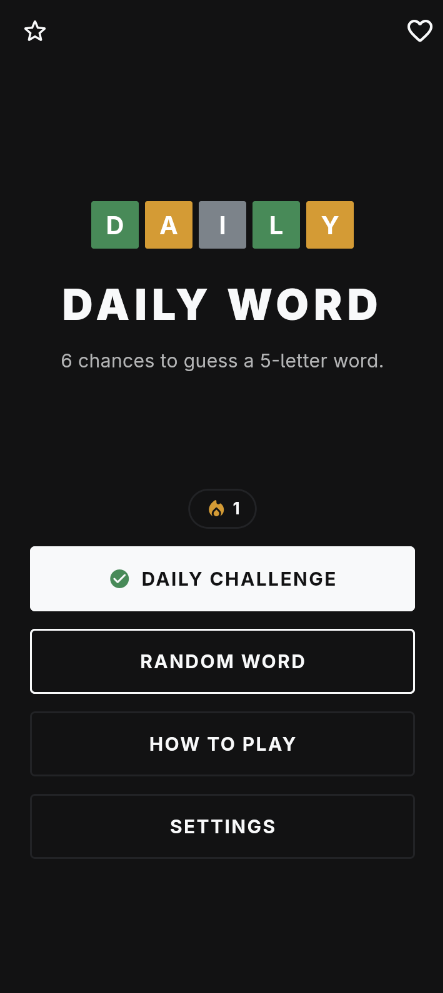 DAILY
DAILY WORD
6 chances to guess a 5-letter word.
1
DAILY CHALLENGE
RANDOM WORD
HOW TO PLAY
SETTINGS